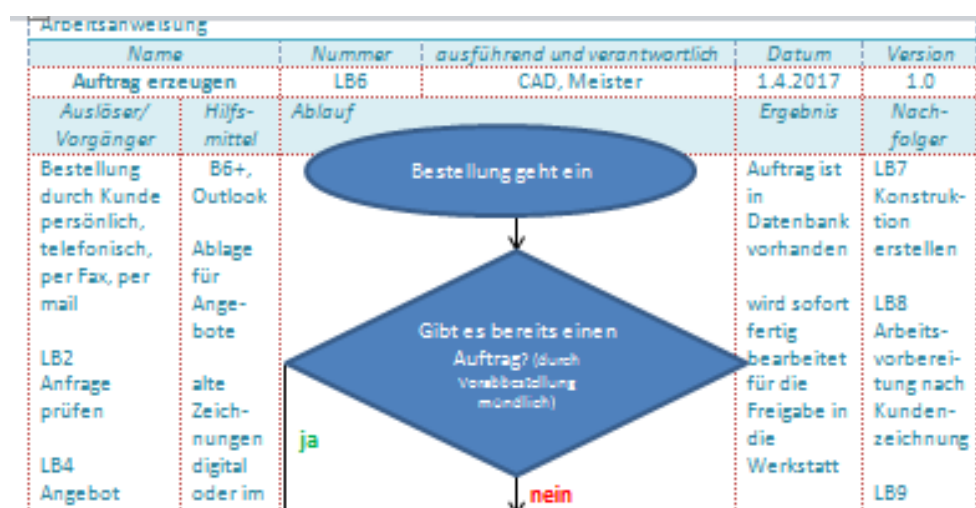 Arbeitsanweisung
Name Nummer ausführend und verantwortlich Datum Version
Auftrag erzeugen LB6 CAD, Meister 1.4.2017 1.0
Auslöser/
Vorgänger
Hilfs-
mittel
Ablauf
Ergebnis
Nach-
folger
Bestellung
durch Kunde
persönlich,
telefonisch,
per Fax, per
mail
LB2
Anfrage
prüfen
LB4
Angebot
B6+,
Outlook
Ablage
für
Ange-
bote
alte
Zeich-
nungen
digital
oder im
Bestellung geht ein
Gibt es bereits einen
Auftrag? (durch
Vorabbestellung
mündlich)
ja
nein
Auftrag ist
in
Datenbank
vorhanden
wird sofort
fertig
bearbeitet
für die
Freigabe in
die
Werkstatt
LB7
Konstruk-
tion
erstellen
LB8
Arbeits-
vorberei-
tung nach
Kunden-
zeichnung
LB9